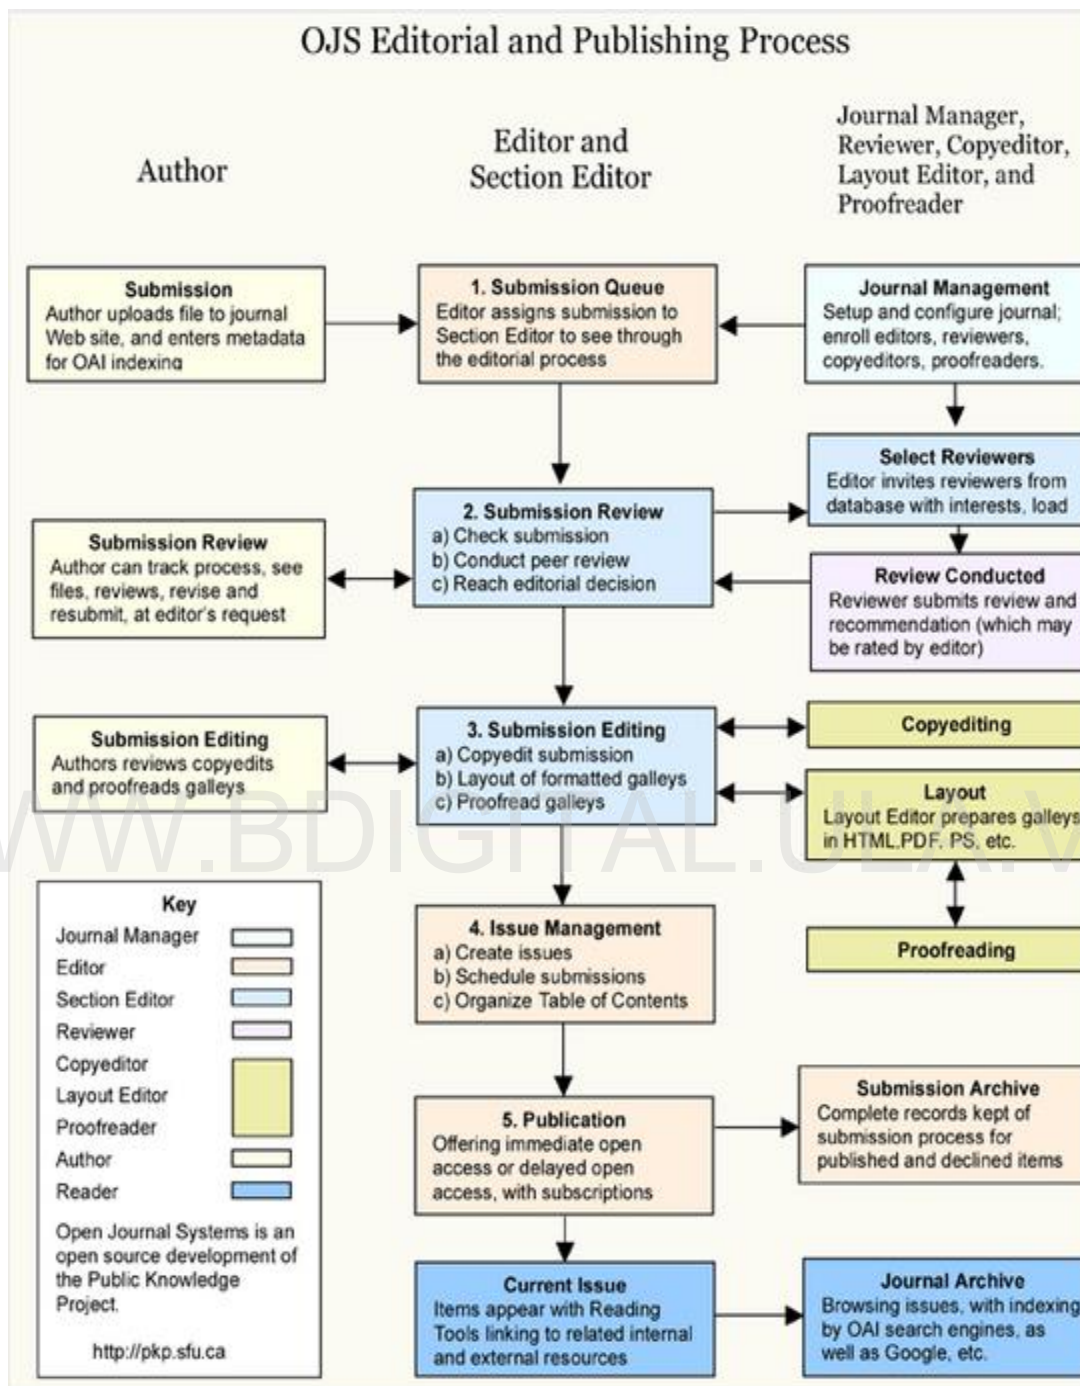 OJS Editorial and Publishing Process
Author
Editor and
Section Editor
Journal Manager,
Reviewer, Copyeditor,
Layout Editor, and
Proofreader
Submission
Author uploads file to journal
Web site, and enters metadata
for OAI indexing
1. Submission Queue
Editor assigns submission to
Section Editor to see through
the editorial process
Journal Management
Setup and configure journal;
enroll editors, reviewers,
copyeditors, proofreaders.
Select Reviewers
Editor invites reviewers from
database with interests, load
Submission Review
Author can track process, see
files, reviews, revise and
resubmit, at editor's request
2. Submission Review
a) Check submission
b) Conduct peer review
c) Reach editorial decision
Review Conducted
Reviewer submits review and
recommendation (which may
be rated by editor)
Submission Editing
Authors reviews copyedits
and proofreads galleys
3. Submission Editing
a) Copyedit submission
b) Layout of formatted galleys
c) Proofread galleys
Copyediting
Layout
Layout Editor prepares galleys
in HTML.PDF. PS. etc.
Proofreading
WW.BDIGITAL.ULA.V
Key
Journal Manager
Editor
Section Editor
Reviewer
Copyeditor
Layout Editor
Proofreader
Author
Reader
Open Journal Systems is an
open source development of
the Public Knowledge
Project.
http://pkp.sfu.ca
4. Issue Management
a) Create issues
b) Schedule submissions
c) Organize Table of Contents
5. Publication
Offering immediate open
access or delayed open
access, with subscriptions
Submission Archive
Complete records kept of
submission process for
published and declined items
Current Issue
Items appear with Reading
Tools linking to related internal
and external resources
Journal Archive
Browsing issues, with indexing
by OAI search engines, as
well as Google, etc.